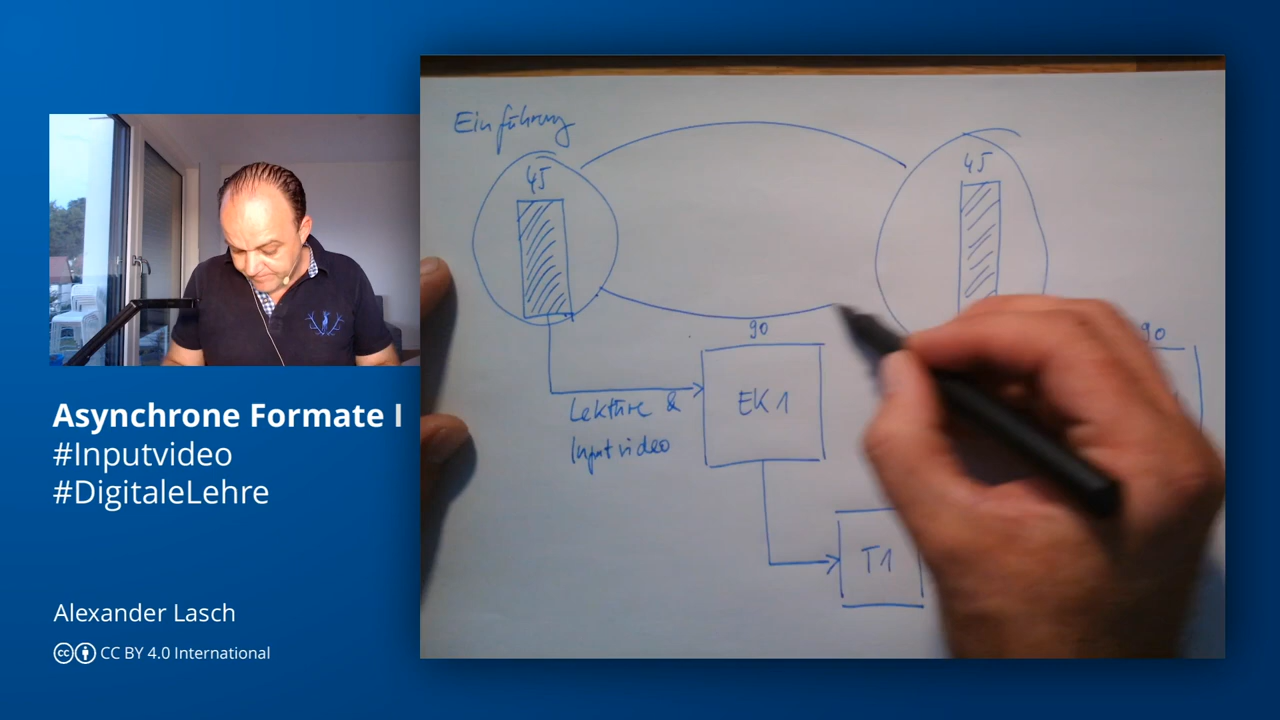 Asynchrone Formate I
#Inputvideo
#DigitaleLehre
Alexander Lasch
CC BY 4.0 International
Einführung
45
45
90
90
EK 1
Lektüre &
Inputvideo
T1